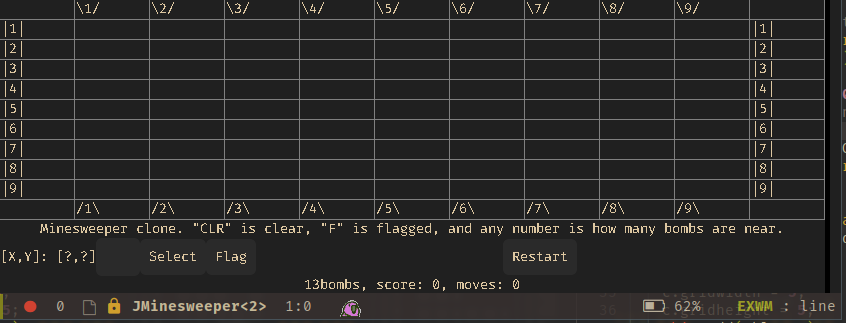 \1/ \2/ \3/ \4/ \5/ \6/ \7/ \8/ \9/
|1| |1|
|2| |2|
|3| |3|
|4| |4|
|5| |5|
|6| |6|
|7| |7|
|8| |8|
|9| |9|
/1\ /2\ /3\ /4\ /5\ /6\ /7\ /8\ /9\
Minesweeper clone. "CLR" is clear, "F" is flagged, and any number is how many bombs are near.
[X,Y]: [?,?] Select Flag Restart
13bombs, score: 0, moves: 0
0 JMinesweeper<2> 1:0 62% EXWM : line